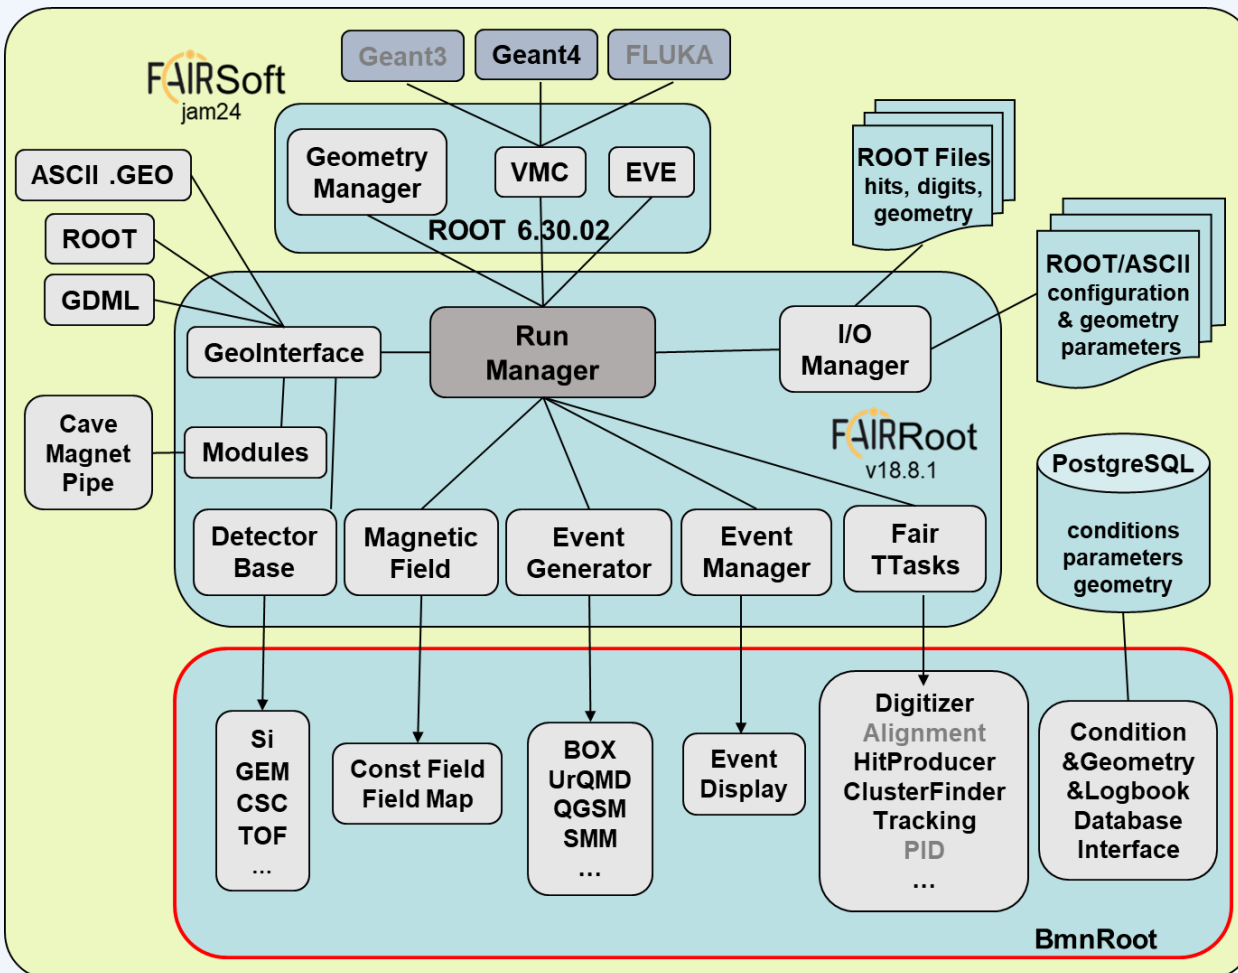 Geant3
Geant4
FLUKA
FAIRSoft
jam24
Geometry
Manager
VMC
EVE
ROOT 6.30.02
ROOT Files
hits, digits,
geometry
ASCII .GEO
ROOT
GDML
ROOT/ASCII
configuration
& geometry
parameters
GeoInterface
Run
Manager
I/O
Manager
Cave
Magnet
Pipe
Modules
FAIRRoot
v18.8.1
PostgreSQL
conditions
parameters
geometry
Detector
Base
Magnetic
Field
Event
Generator
Event
Manager
Fair
TTasks
Si
GEM
CSC
TOF
...
Const Field
Field Map
BOX
UrQMD
QGSM
SMM
...
Event
Display
Digitizer
Alignment
HitProducer
ClusterFinder
Tracking
PID
...
Condition
&Geometry
&Logbook
Database
Interface
BmnRoot